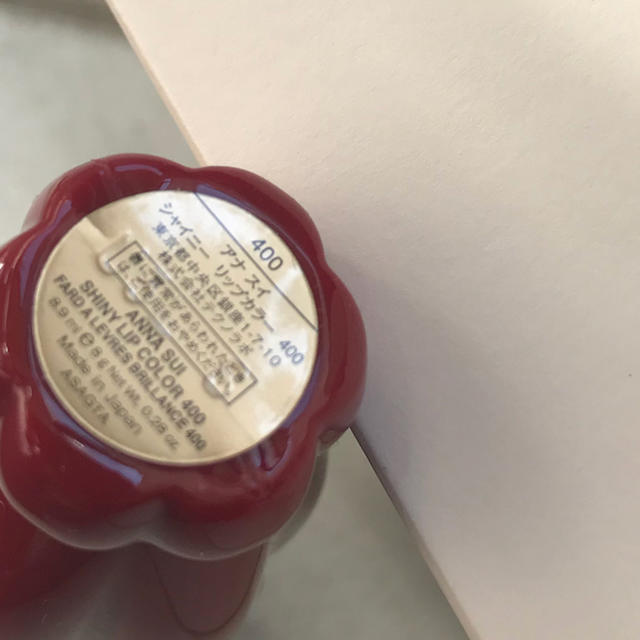 400
アナ スイ
シャイニー リップカラー 400
東京都中央区銀座1-7-10
株式会社アルビオン
ANNA SUI
SHINY LIP COLOR 400
FARD A LEVRES BRILLANCE 400
8.9 ml ℮ 8 g Net Wt. 0.28 oz.
Made in Japan
ASAGTA